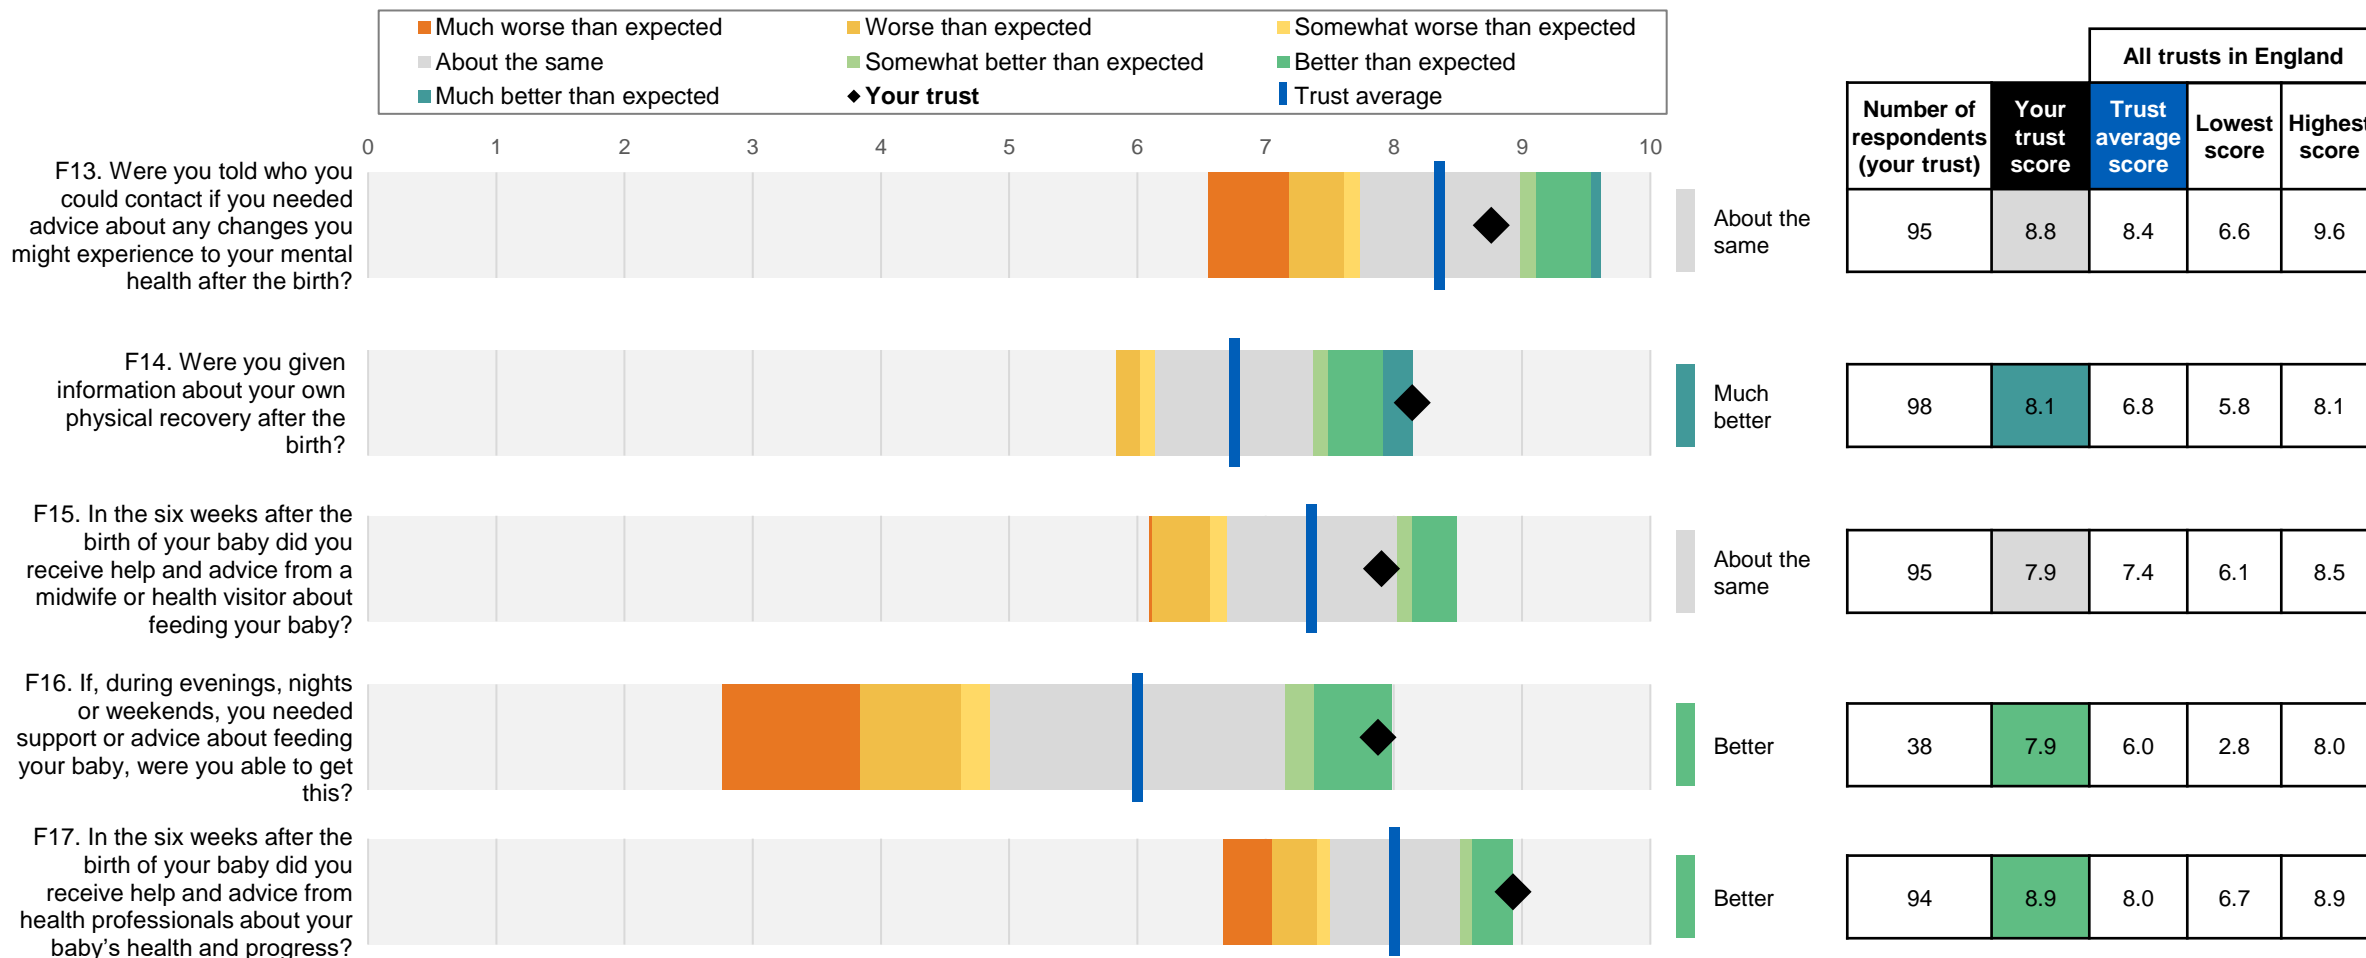 Much worse than expected
Worse than expected
Somewhat worse than expected
About the same
Somewhat better than expected
Better than expected
Much better than expected
Your trust
Trust average
All trusts in England
Number of respondents (your trust)
Your trust score
Trust average score
Lowest score
Highest score
0 1 2 3 4 5 6 7 8 9 10
F13. Were you told who you
could contact if you needed
advice about any changes you
might experience to your mental
health after the birth?
About the
same
95 8.8 8.4 6.6 9.6
F14. Were you given
information about your own
physical recovery after the
birth?
Much
better
98 8.1 6.8 5.8 8.1
F15. In the six weeks after the
birth of your baby did you
receive help and advice from a
midwife or health visitor about
feeding your baby?
About the
same
95 7.9 7.4 6.1 8.5
F16. If, during evenings, nights
or weekends, you needed
support or advice about feeding
your baby, were you able to get
this?
Better
38 7.9 6.0 2.8 8.0
F17. In the six weeks after the
birth of your baby did you
receive help and advice from
health professionals about your
baby's health and progress?
Better
94 8.9 8.0 6.7 8.9